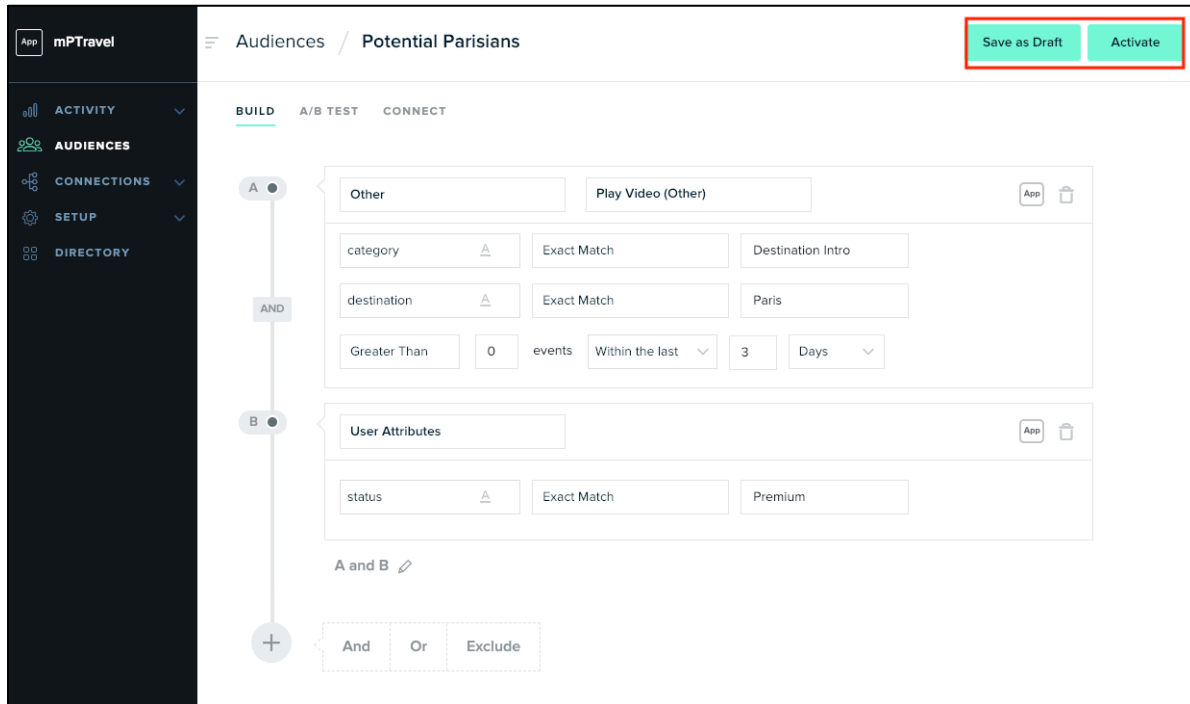 App mPTravel
Audiences / Potential Parisians
Save as Draft Activate
ACTIVITY
AUDIENCES
CONNECTIONS
SETUP
DIRECTORY
BUILD A/B TEST CONNECT
A Other Play Video (Other) App
category A Exact Match Destination Intro
destination A Exact Match Paris
AND
Greater Than 0 events Within the last 3 Days
B User Attributes App
status A Exact Match Premium
A and B
+ And Or Exclude